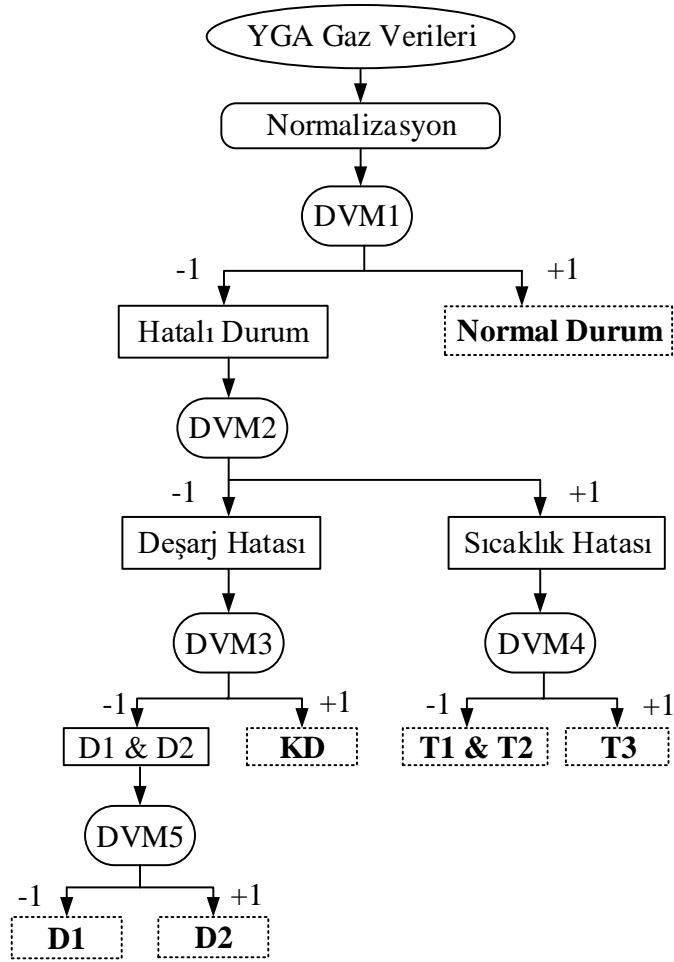 YGA Gaz Verileri
Normalizasyon
DVM1
-1 +1
Hatalı Durum Normal Durum
DVM2
-1 +1
Deşarj Hatası Sıcaklık Hatası
DVM3 DVM4
-1 +1 -1 +1
D1 & D2 KD T1 & T2 T3
DVM5
-1 +1
D1 D2